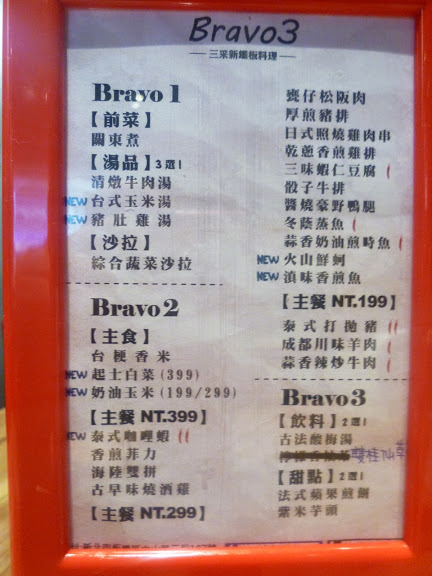 Bravo3
三采新鐵板料理
Bravo 1
【前菜】
關東煮
【湯品】3選1
清燉牛肉湯
NEW 台式玉米湯
NEW 豬肚雞湯
【沙拉】
綜合蔬菜沙拉
Bravo 2
【主食】
台梗香米
NEW 起士白菜(399)
NEW 奶油玉米(199/299)
【主餐 NT.399】
NEW 泰式咖哩蝦
香煎菲力
海陸雙拼
古早味燒酒雞
【主餐 NT.299】
甕仔松阪肉
厚煎豬排
日式照燒雞肉串
乾蔥香煎雞排
三味蝦仁豆腐
骰子牛排
醬燒豪野鴨腿
冬蔭蒸魚
蒜香奶油煎時魚
NEW 火山鮮蚵
NEW 滇味香煎魚
【主餐 NT.199】
泰式打拋豬
成都川味羊肉
蒜香辣炒牛肉
Bravo3
【飲料】2選1
古法酸梅湯
雙桂仙草
【甜點】2選1
法式蘋果煎餅
紫米芋頭